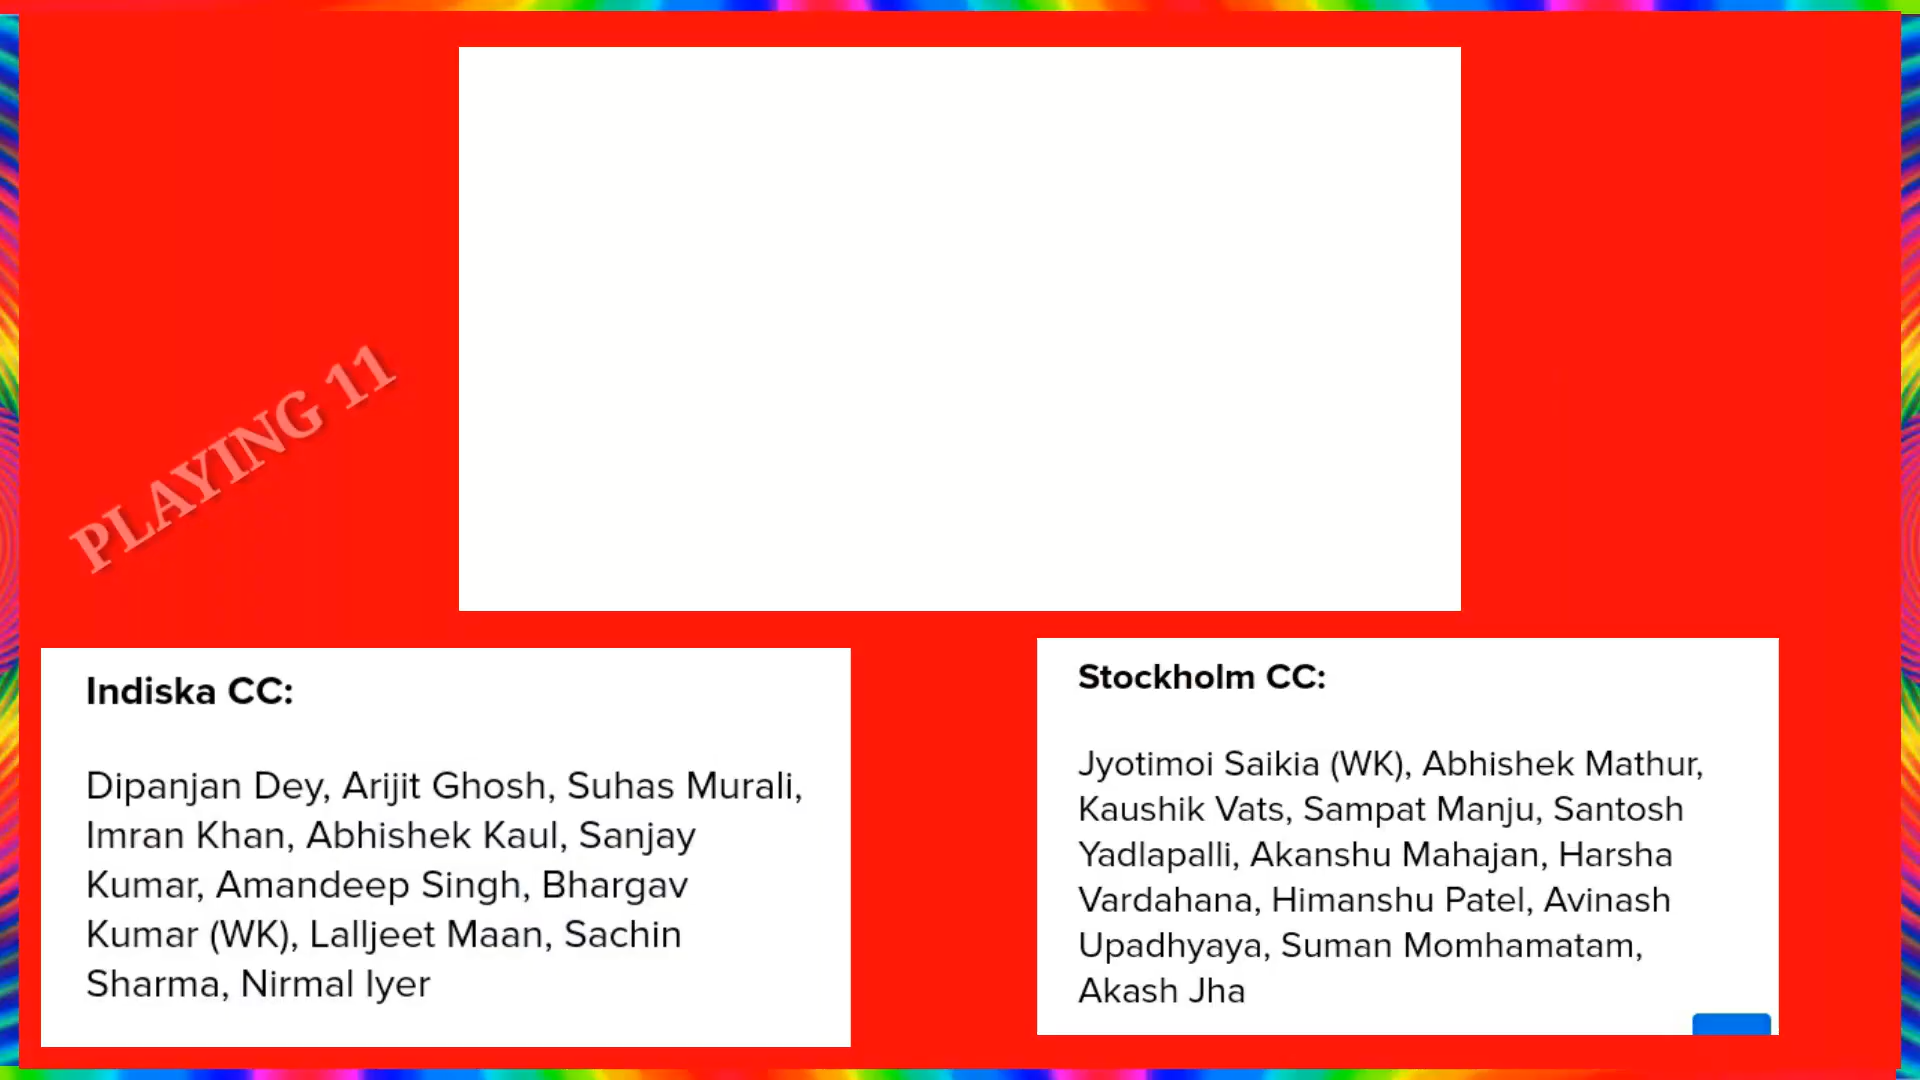 PLAYING 11
Indiska CC:
Dipanjan Dey, Arijit Ghosh, Suhas Murali,
Imran Khan, Abhishek Kaul, Sanjay
Kumar, Amandeep Singh, Bhargav
Kumar (WK), Lalljeet Maan, Sachin
Sharma, Nirmal Iyer
Stockholm CC:
Jyotimoi Saikia (WK), Abhishek Mathur,
Kaushik Vats, Sampat Manju, Santosh
Yadlapalli, Akanshu Mahajan, Harsha
Vardahana, Himanshu Patel, Avinash
Upadhyaya, Suman Momhamatam,
Akash Jha